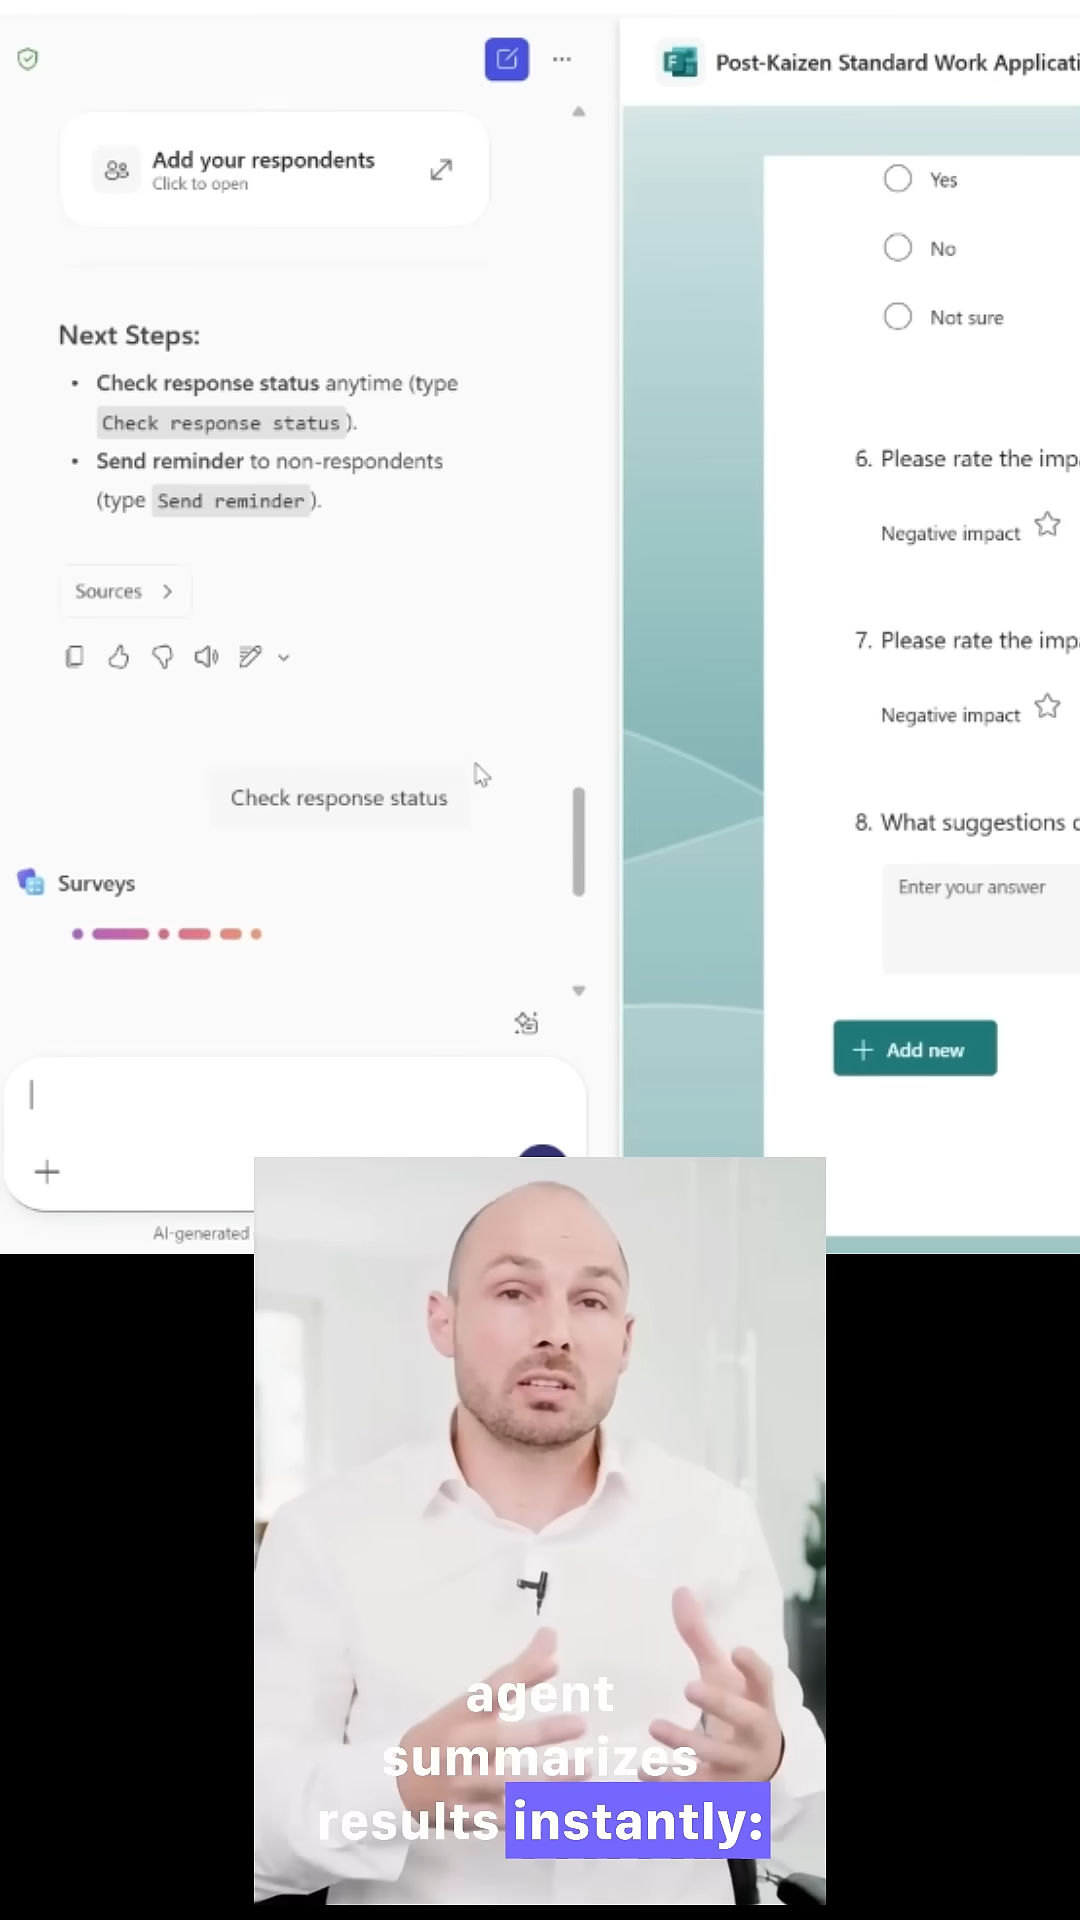 Add your respondents
Click to open
Next Steps:
• Check response status anytime (type
Check response status).
• Send reminder to non-respondents
(type Send reminder).
Sources
Check response status
Surveys
AI-generated
Post-Kaizen Standard Work Applicati
Yes
No
Not sure
6. Please rate the imp
Negative impact
7. Please rate the imp
Negative impact
8. What suggestions
Enter your answer
+ Add new
agent
summarizes
results instantly: